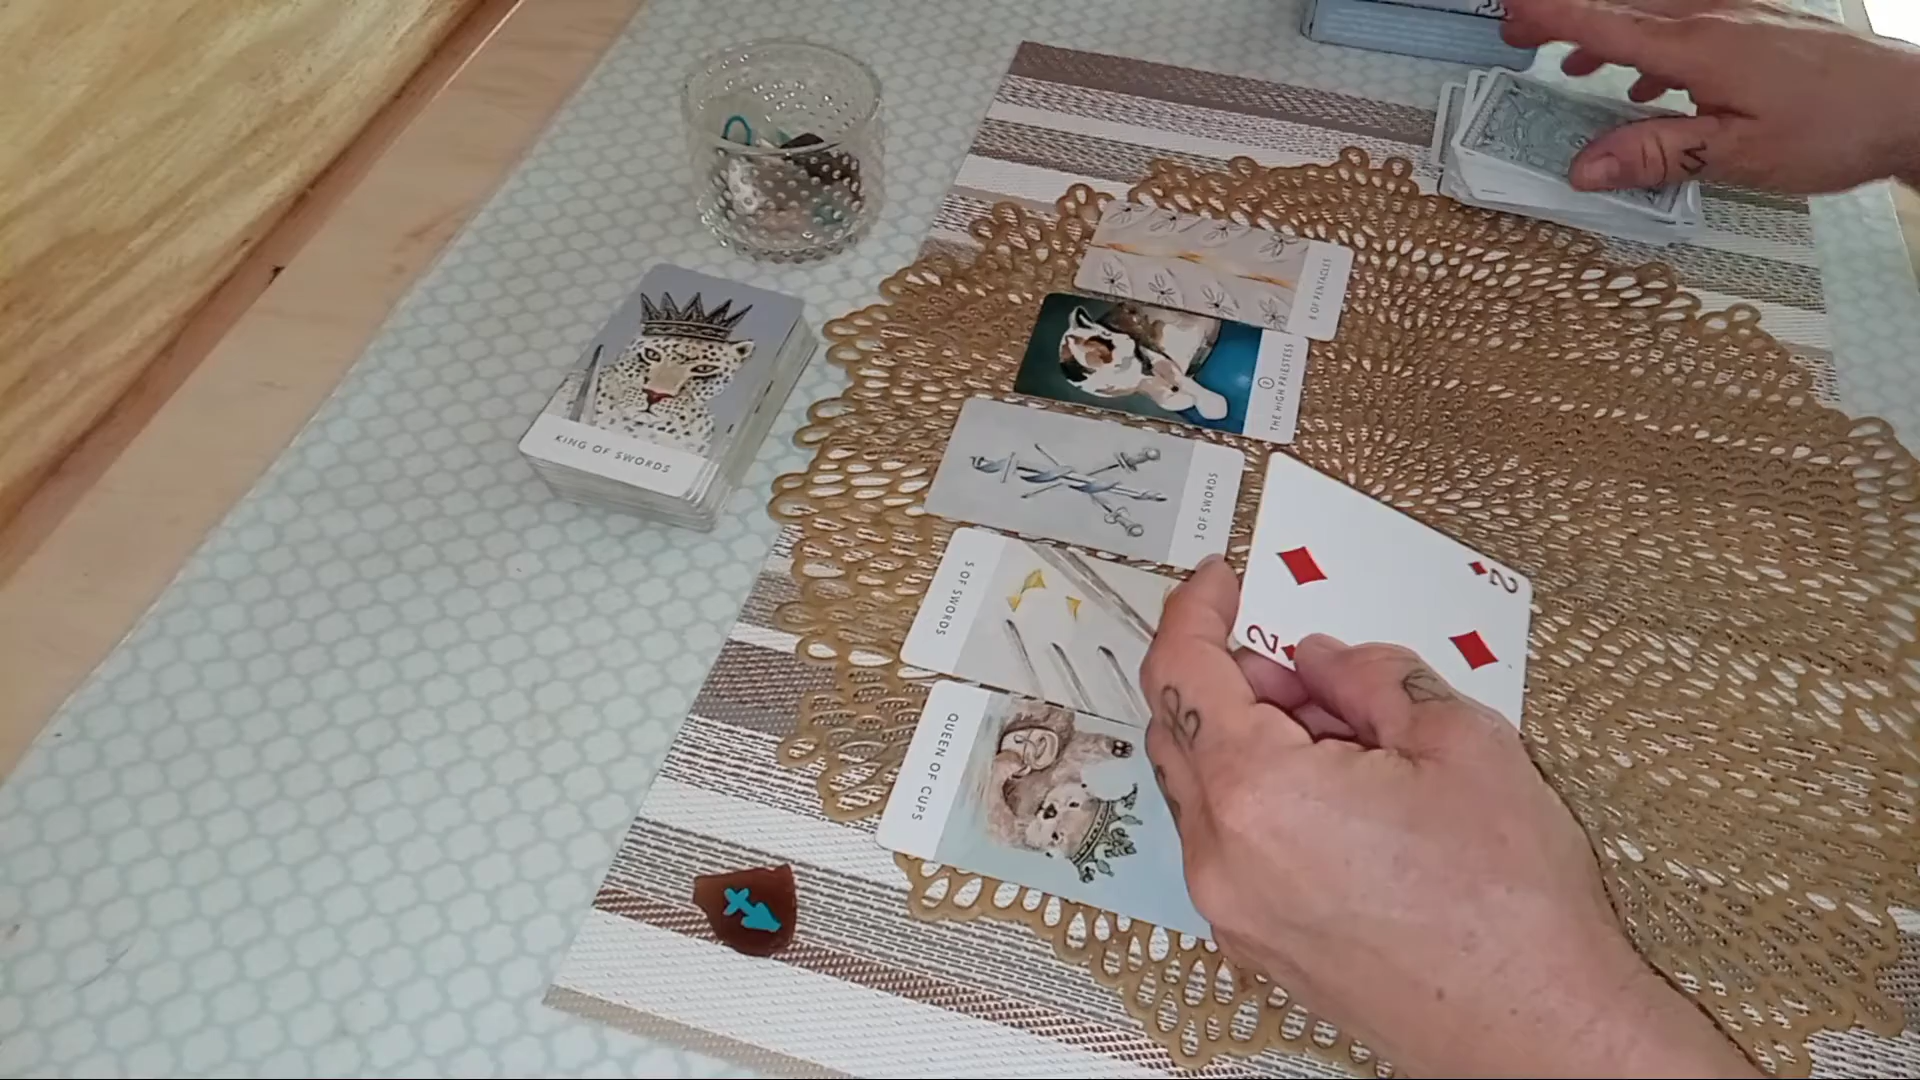 8 OF PENTACLES
2
THE HIGH PRIESTESS
KING OF SWORDS
3 OF SWORDS
5 OF SWORDS
2
2
QUEEN OF CUPS